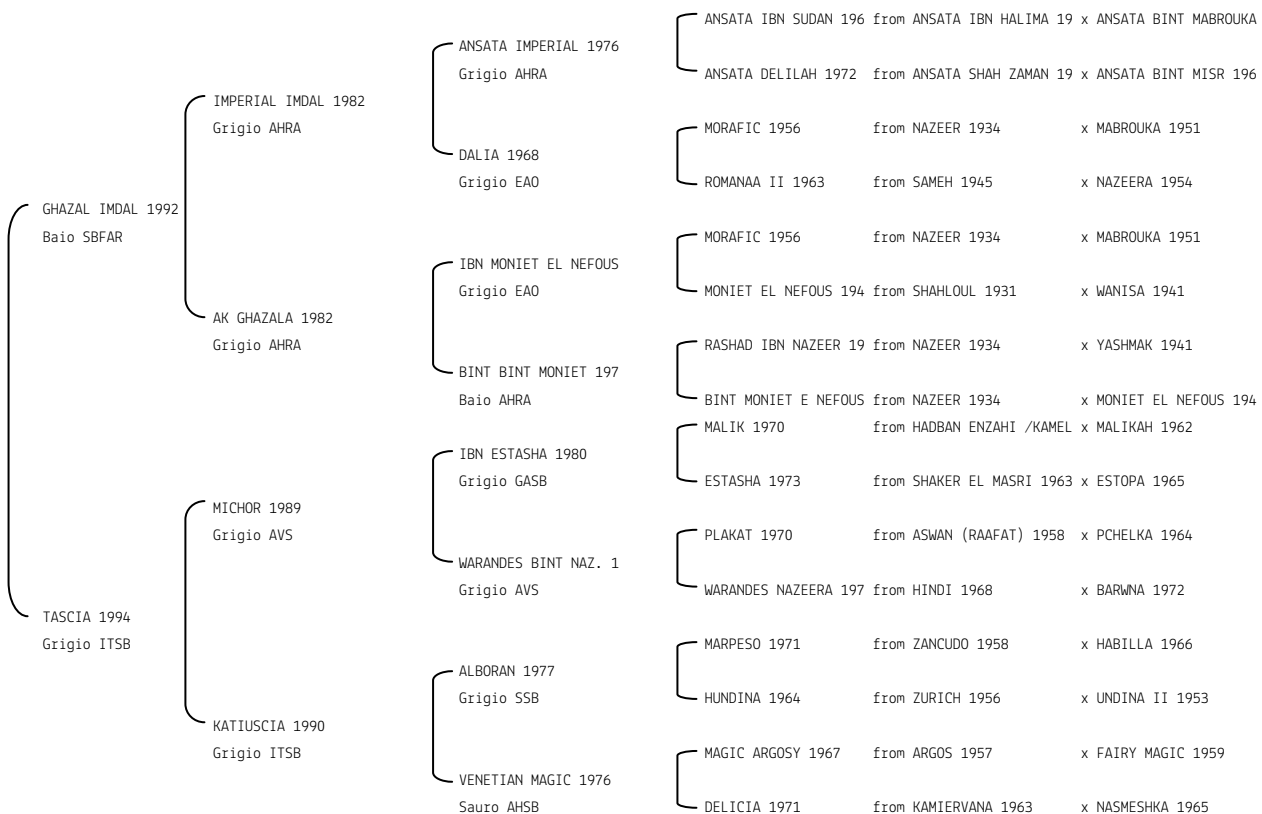 ANSATA IBN SUDAN 196 from ANSATA IBN HALIMA 19 x ANSATA BINT MABROUKA
ANSATA IMPERIAL 1976
Grigio AHRA
ANSATA DELILAH 1972 from ANSATA SHAH ZAMAN 19 x ANSATA BINT MISR 196
IMPERIAL IMDAL 1982
Grigio AHRA
MORAFIC 1956 from NAZEER 1934 x MABROUKA 1951
DALIA 1968
Grigio EAO
ROMANAA II 1963 from SAMEH 1945 x NAZEERA 1954
GHAZAL IMDAL 1992
Baio SBFAR
MORAFIC 1956 from NAZEER 1934 x MABROUKA 1951
IBN MONIET EL NEFOUS
Grigio EAO
MONIET EL NEFOUS 194 from SHAHLOUL 1931 x WANISA 1941
AK GHAZALA 1982
Grigio AHRA
RASHAD IBN NAZEER 19 from NAZEER 1934 x YASHMAK 1941
BINT BINT MONIET 197
Baio AHRA
BINT MONIET E NEFOUS from NAZEER 1934 x MONIET EL NEFOUS 194
MALIK 1970 from HADBAN ENZAHI /KAMEL x MALIKAH 1962
IBN ESTASHA 1980
Grigio GASB
ESTASHA 1973 from SHAKER EL MASRI 1963 x ESTOPA 1965
MICHOR 1989
Grigio AVS
PLAKAT 1970 from ASWAN (RAAFAT) 1958 x PCHELKA 1964
WARANDES BINT NAZ. 1
Grigio AVS
WARANDES NAZEERA 197 from HINDI 1968 x BARWNA 1972
TASCIA 1994
Grigio ITSB
MARPESO 1971 from ZANCUDO 1958 x HABILLA 1966
ALBORAN 1977
Grigio SSB
HUNDINA 1964 from ZURICH 1956 x UNDINA II 1953
KATIUSCIA 1990
Grigio ITSB
MAGIC ARGOSY 1967 from ARGOS 1957 x FAIRY MAGIC 1959
VENETIAN MAGIC 1976
Sauro AHSB
DELICIA 1971 from KAMIERVANA 1963 x NASMESHKA 1965